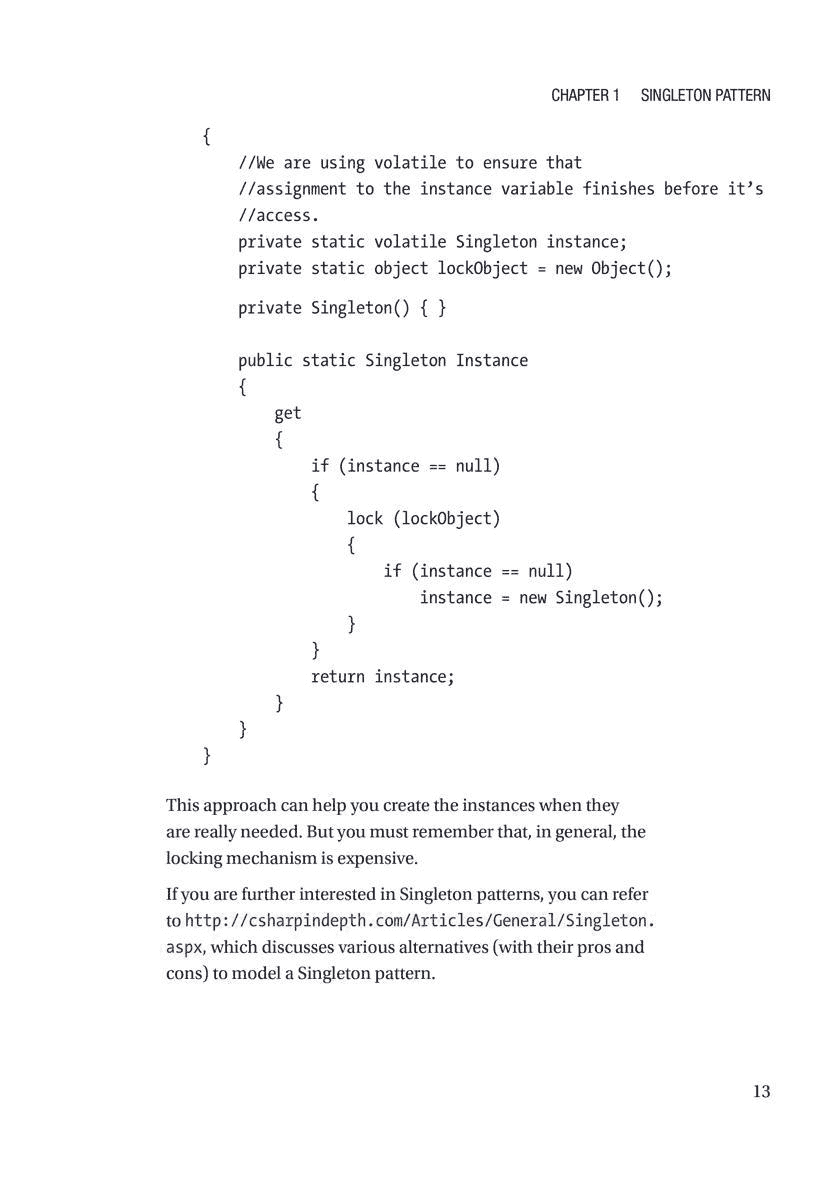 CHAPTER 1 SINGLETON PATTERN
{
//We are using volatile to ensure that
//assignment to the instance variable finishes before it’s
//access.
private static volatile Singleton instance;
private static object lockObject = new Object();
private Singleton() { }
public static Singleton Instance
{
get
{
if (instance == null)
{
lock (lockObject)
{
if (instance == null)
instance = new Singleton();
}
}
return instance;
}
}
}
This approach can help you create the instances when they
are really needed. But you must remember that, in general, the
locking mechanism is expensive.
If you are further interested in Singleton patterns, you can refer
to http://csharpindepth.com/Articles/General/Singleton.
aspx, which discusses various alternatives (with their pros and
cons) to model a Singleton pattern.
13